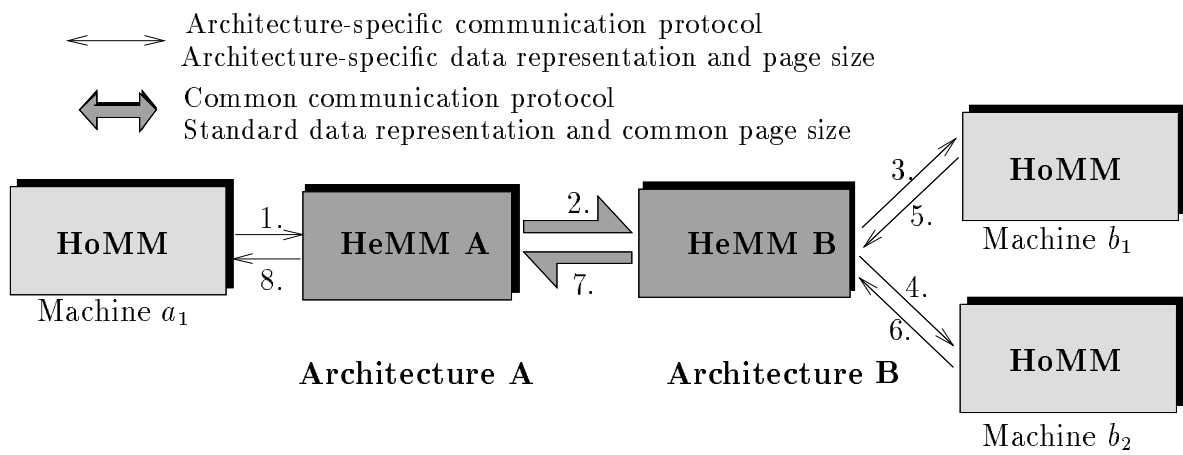 Architecture-specific communication protocol
Architecture-specific data representation and page size
Common communication protocol
Standard data representation and common page size
HoMM
Machine a1
1.
8.
HeMM A
2.
7.
HeMM B
3.
5.
4.
6.
HoMM
Machine b1
HoMM
Machine b2
Architecture A
Architecture B